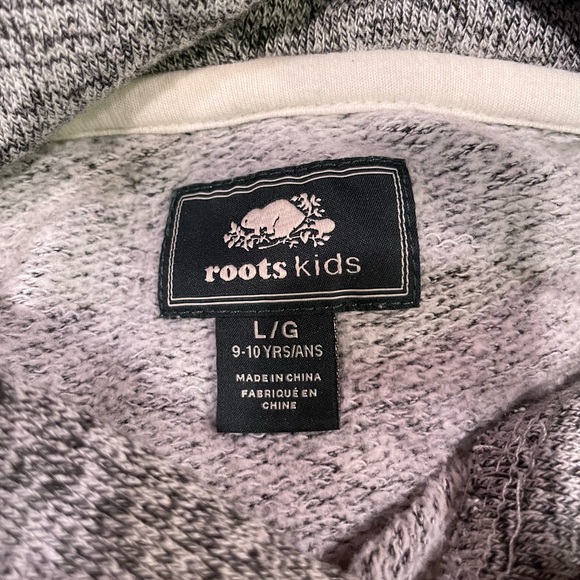 roots kids
L/G
9-10 YRS/ANS
MADE IN CHINA
FABRIQUÉ EN
CHINE